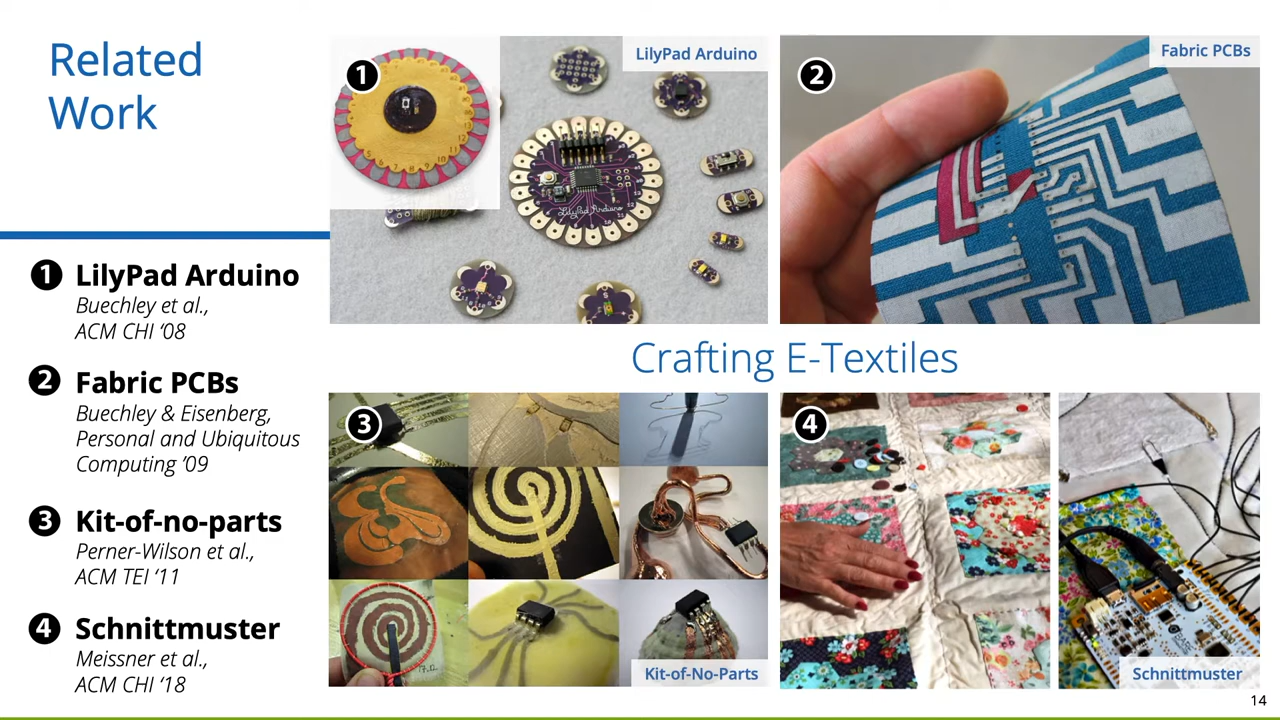 Related
Work
❶ LilyPad Arduino
Buechley et al.,
ACM CHI ‘08
❷ Fabric PCBs
Buechley & Eisenberg,
Personal and Ubiquitous
Computing ’09
❸ Kit-of-no-parts
Perner-Wilson et al.,
ACM TEI ‘11
❹ Schnittmuster
Meissner et al.,
ACM CHI ‘18
❶
LilyPad Arduino
LilyPad Arduino
❷
Fabric PCBs
Crafting E-Textiles
❸
Kit-of-No-Parts
❹
Schnittmuster
14